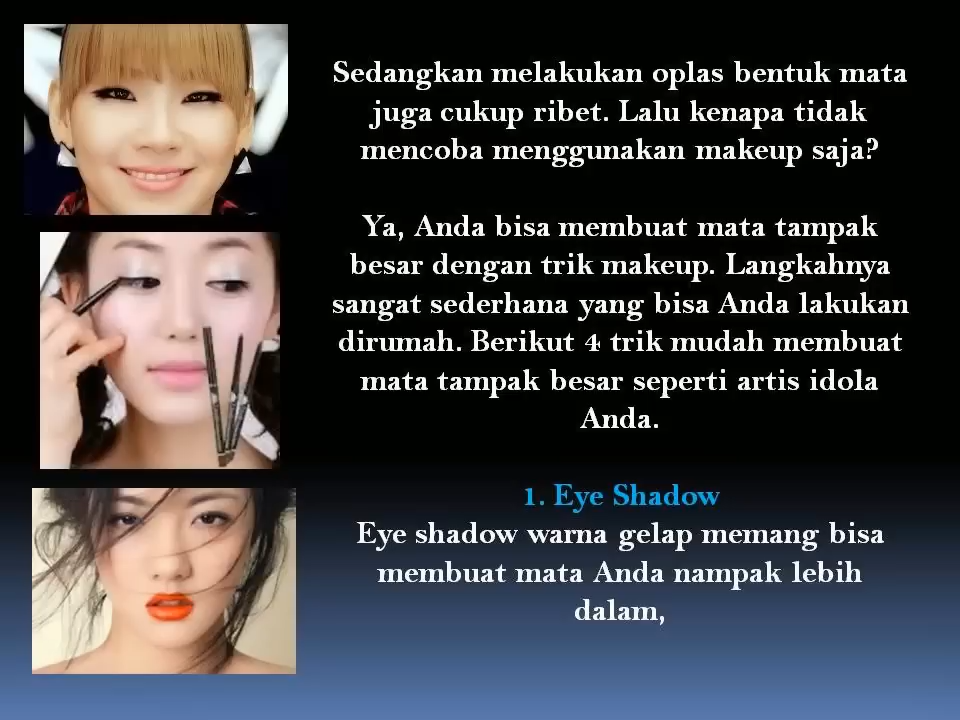 Sedangkan melakukan oplas bentuk mata
juga cukup ribet. Lalu kenapa tidak
mencoba menggunakan makeup saja?
Ya, Anda bisa membuat mata tampak
besar dengan trik makeup. Langkahnya
sangat sederhana yang bisa Anda lakukan
dirumah. Berikut 4 trik mudah membuat
mata tampak besar seperti artis idola
Anda.
1. Eye Shadow
Eye shadow warna gelap memang bisa
membuat mata Anda nampak lebih
dalam,